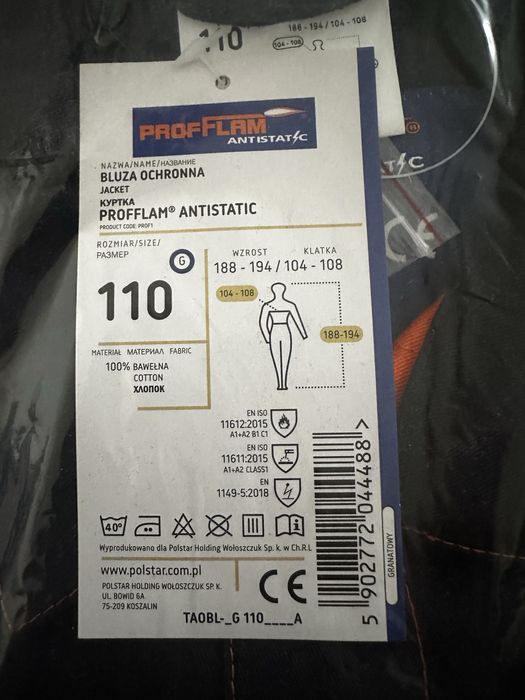 110
188 - 194 / 104 - 108
104 - 108
PROFFLAM
ANTISTATIC
NAZWA/NAME/НАЗВАНИЕ
BLUZA OCHRONNA
JACKET
КУРТКА
PROFFLAM® ANTISTATIC
PRODUCT CODE: PROF1
ROZMIAR/SIZE/
РАЗМЕР
G
110
WZROST KLATKA
188 - 194 / 104 - 108
104 - 108
188-194
MATERIAŁ МАТЕРИАЛ FABRIC
100% BAWEŁNA
COTTON
ХЛОПОК
EN ISO
11612:2015
A1+A2 B1 C1
EN ISO
11611:2015
A1+A2 CLASS1
EN
1149-5:2018
40°
Wyprodukowano dla Polstar Holding Wołoszczuk Sp. k. w Ch.R.L
www.polstar.com.pl
POLSTAR HOLDING WOŁOSZCZUK SP. K.
UL. BOWID 6A
75-209 KOSZALIN
CE
TAOBL-_G 110____A
5 902772 044488 >
GRANATOWY